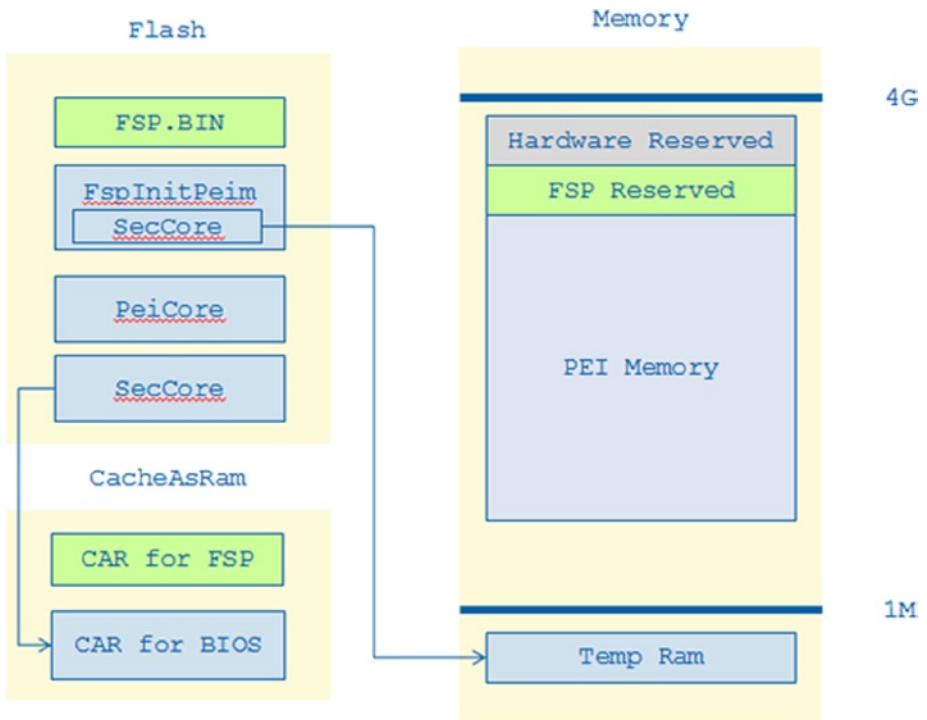 Flash
FSP.BIN
FspInitPeim
SecCore
PeiCore
SecCore
CacheAsRam
CAR for FSP
CAR for BIOS
Memory
4G
Hardware Reserved
FSP Reserved
PEI Memory
1M
Temp Ram